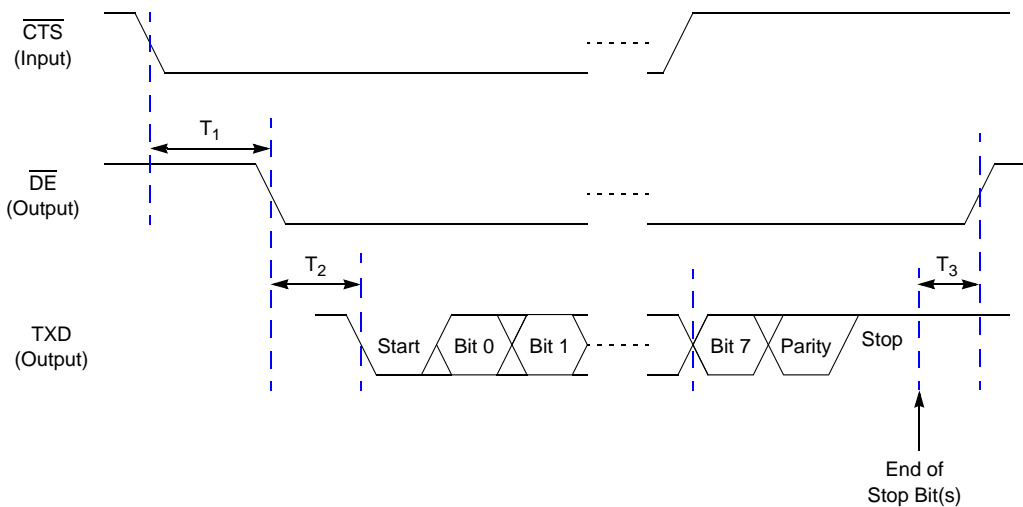 CTS
(Input)
T1
DE
(Output)
T2
T3
TXD
(Output)
Start
Bit 0
Bit 1
Bit 7
Parity
Stop
End of
Stop Bit(s)